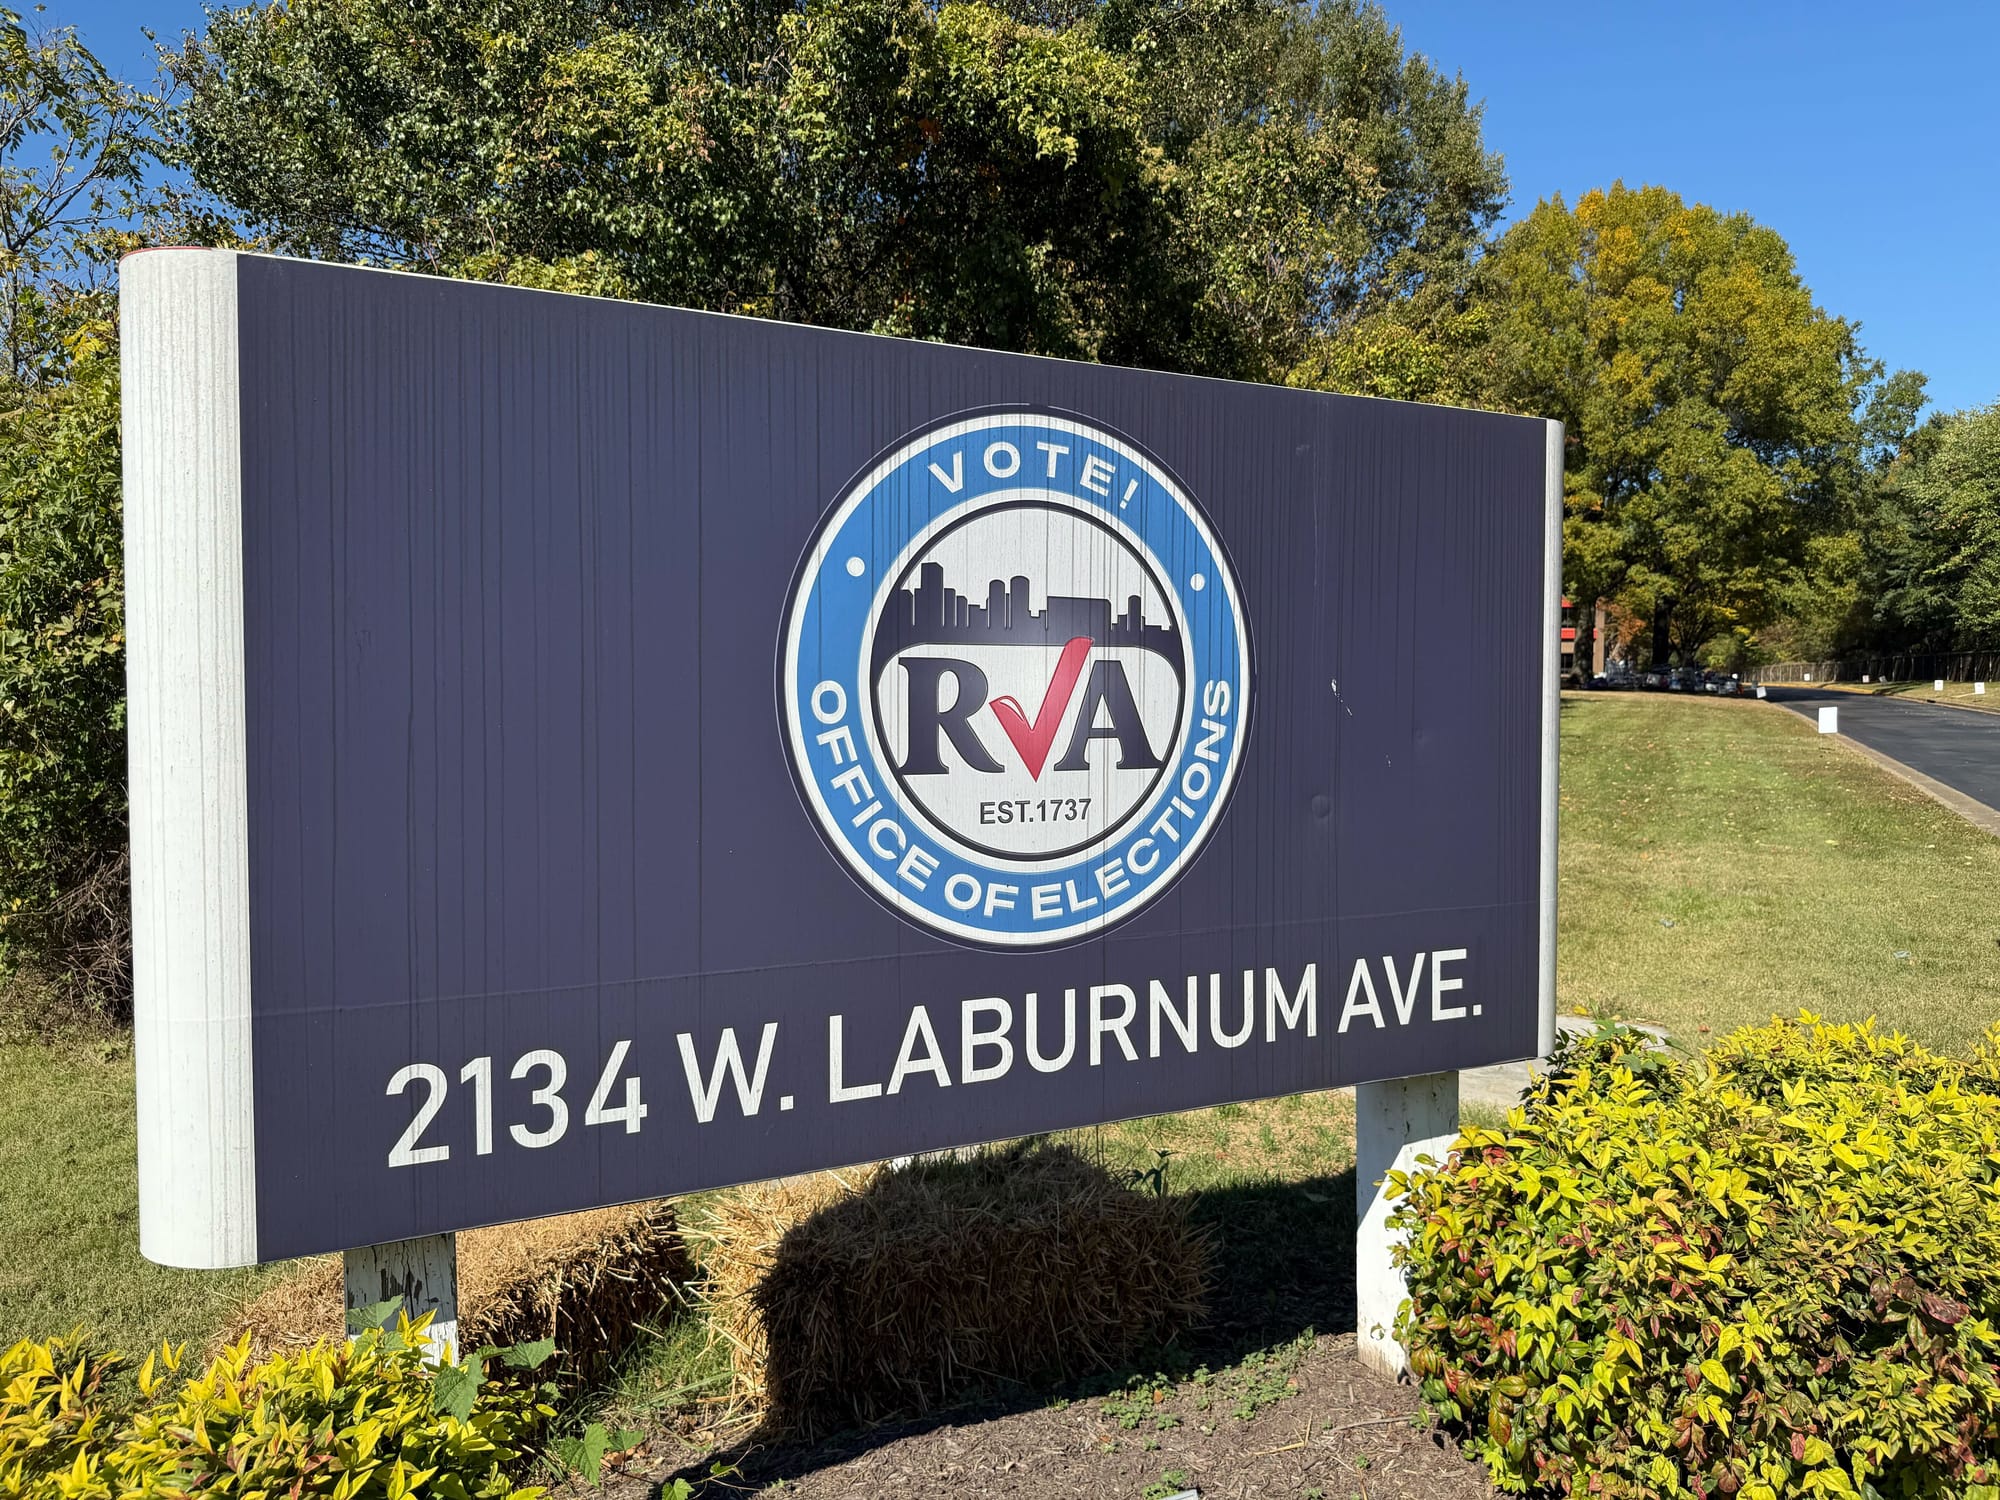 VOTE!
RVA
EST.1737
OFFICE OF ELECTIONS
2134 W. LABURNUM AVE.